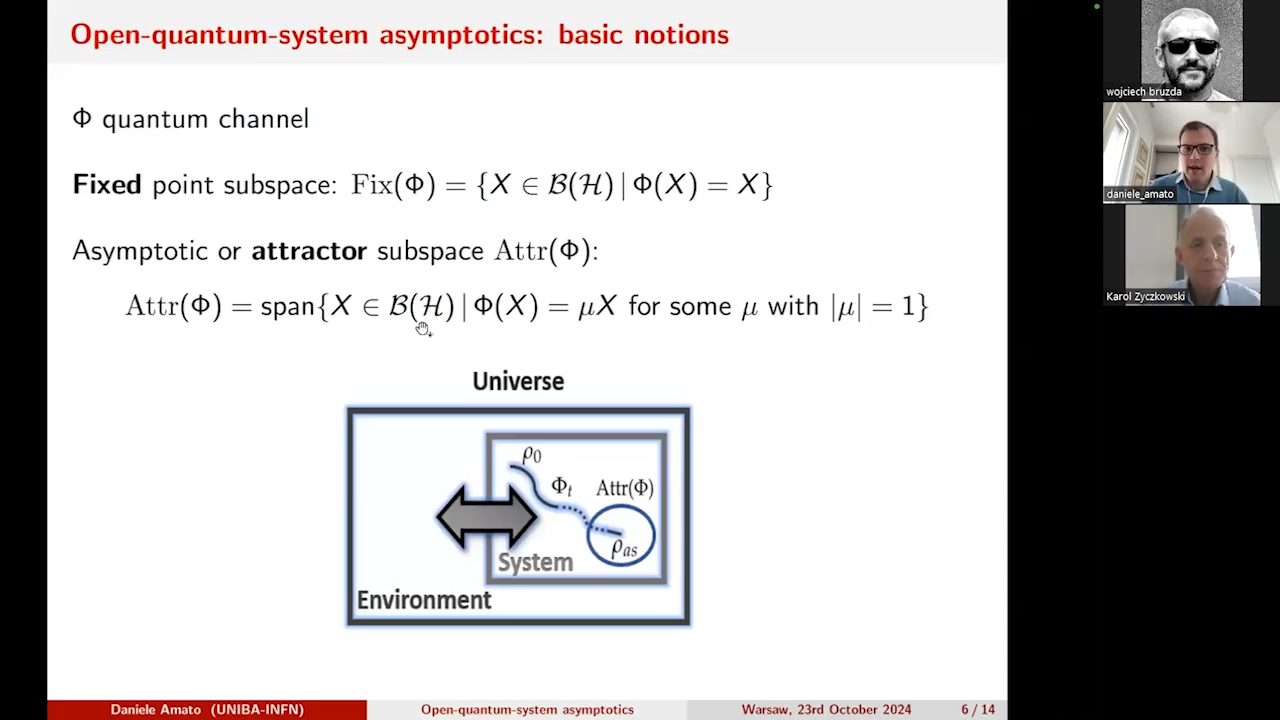 Open-quantum-system asymptotics: basic notions
Φ quantum channel
Fixed point subspace: Fix(Φ) = {X ∈ ℬ(ℋ) | Φ(X) = X}
Asymptotic or attractor subspace Attr(Φ):
Attr(Φ) = span{X ∈ ℬ(ℋ) | Φ(X) = μX for some μ with |μ| = 1}
Universe
ρ₀
Φₜ
Attr(Φ)
ρas
System
Environment
Daniele Amato (UNIBA-INFN)
Open-quantum-system asymptotics
Warsaw, 23rd October 2024
6 / 14
wojciech bruzda
daniele_amato
Karol Zyczkowski